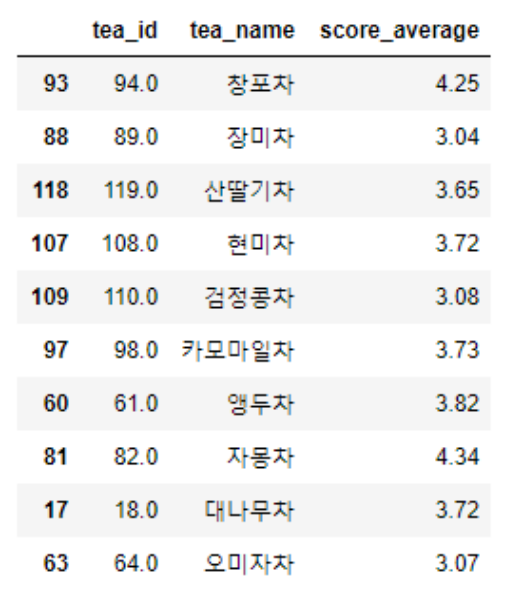 tea_id tea_name score_average
93 94.0 창포차 4.25
88 89.0 장미차 3.04
118 119.0 산딸기차 3.65
107 108.0 현미차 3.72
109 110.0 검정콩차 3.08
97 98.0 카모마일차 3.73
60 61.0 앵두차 3.82
81 82.0 자몽차 4.34
17 18.0 대나무차 3.72
63 64.0 오미자차 3.07